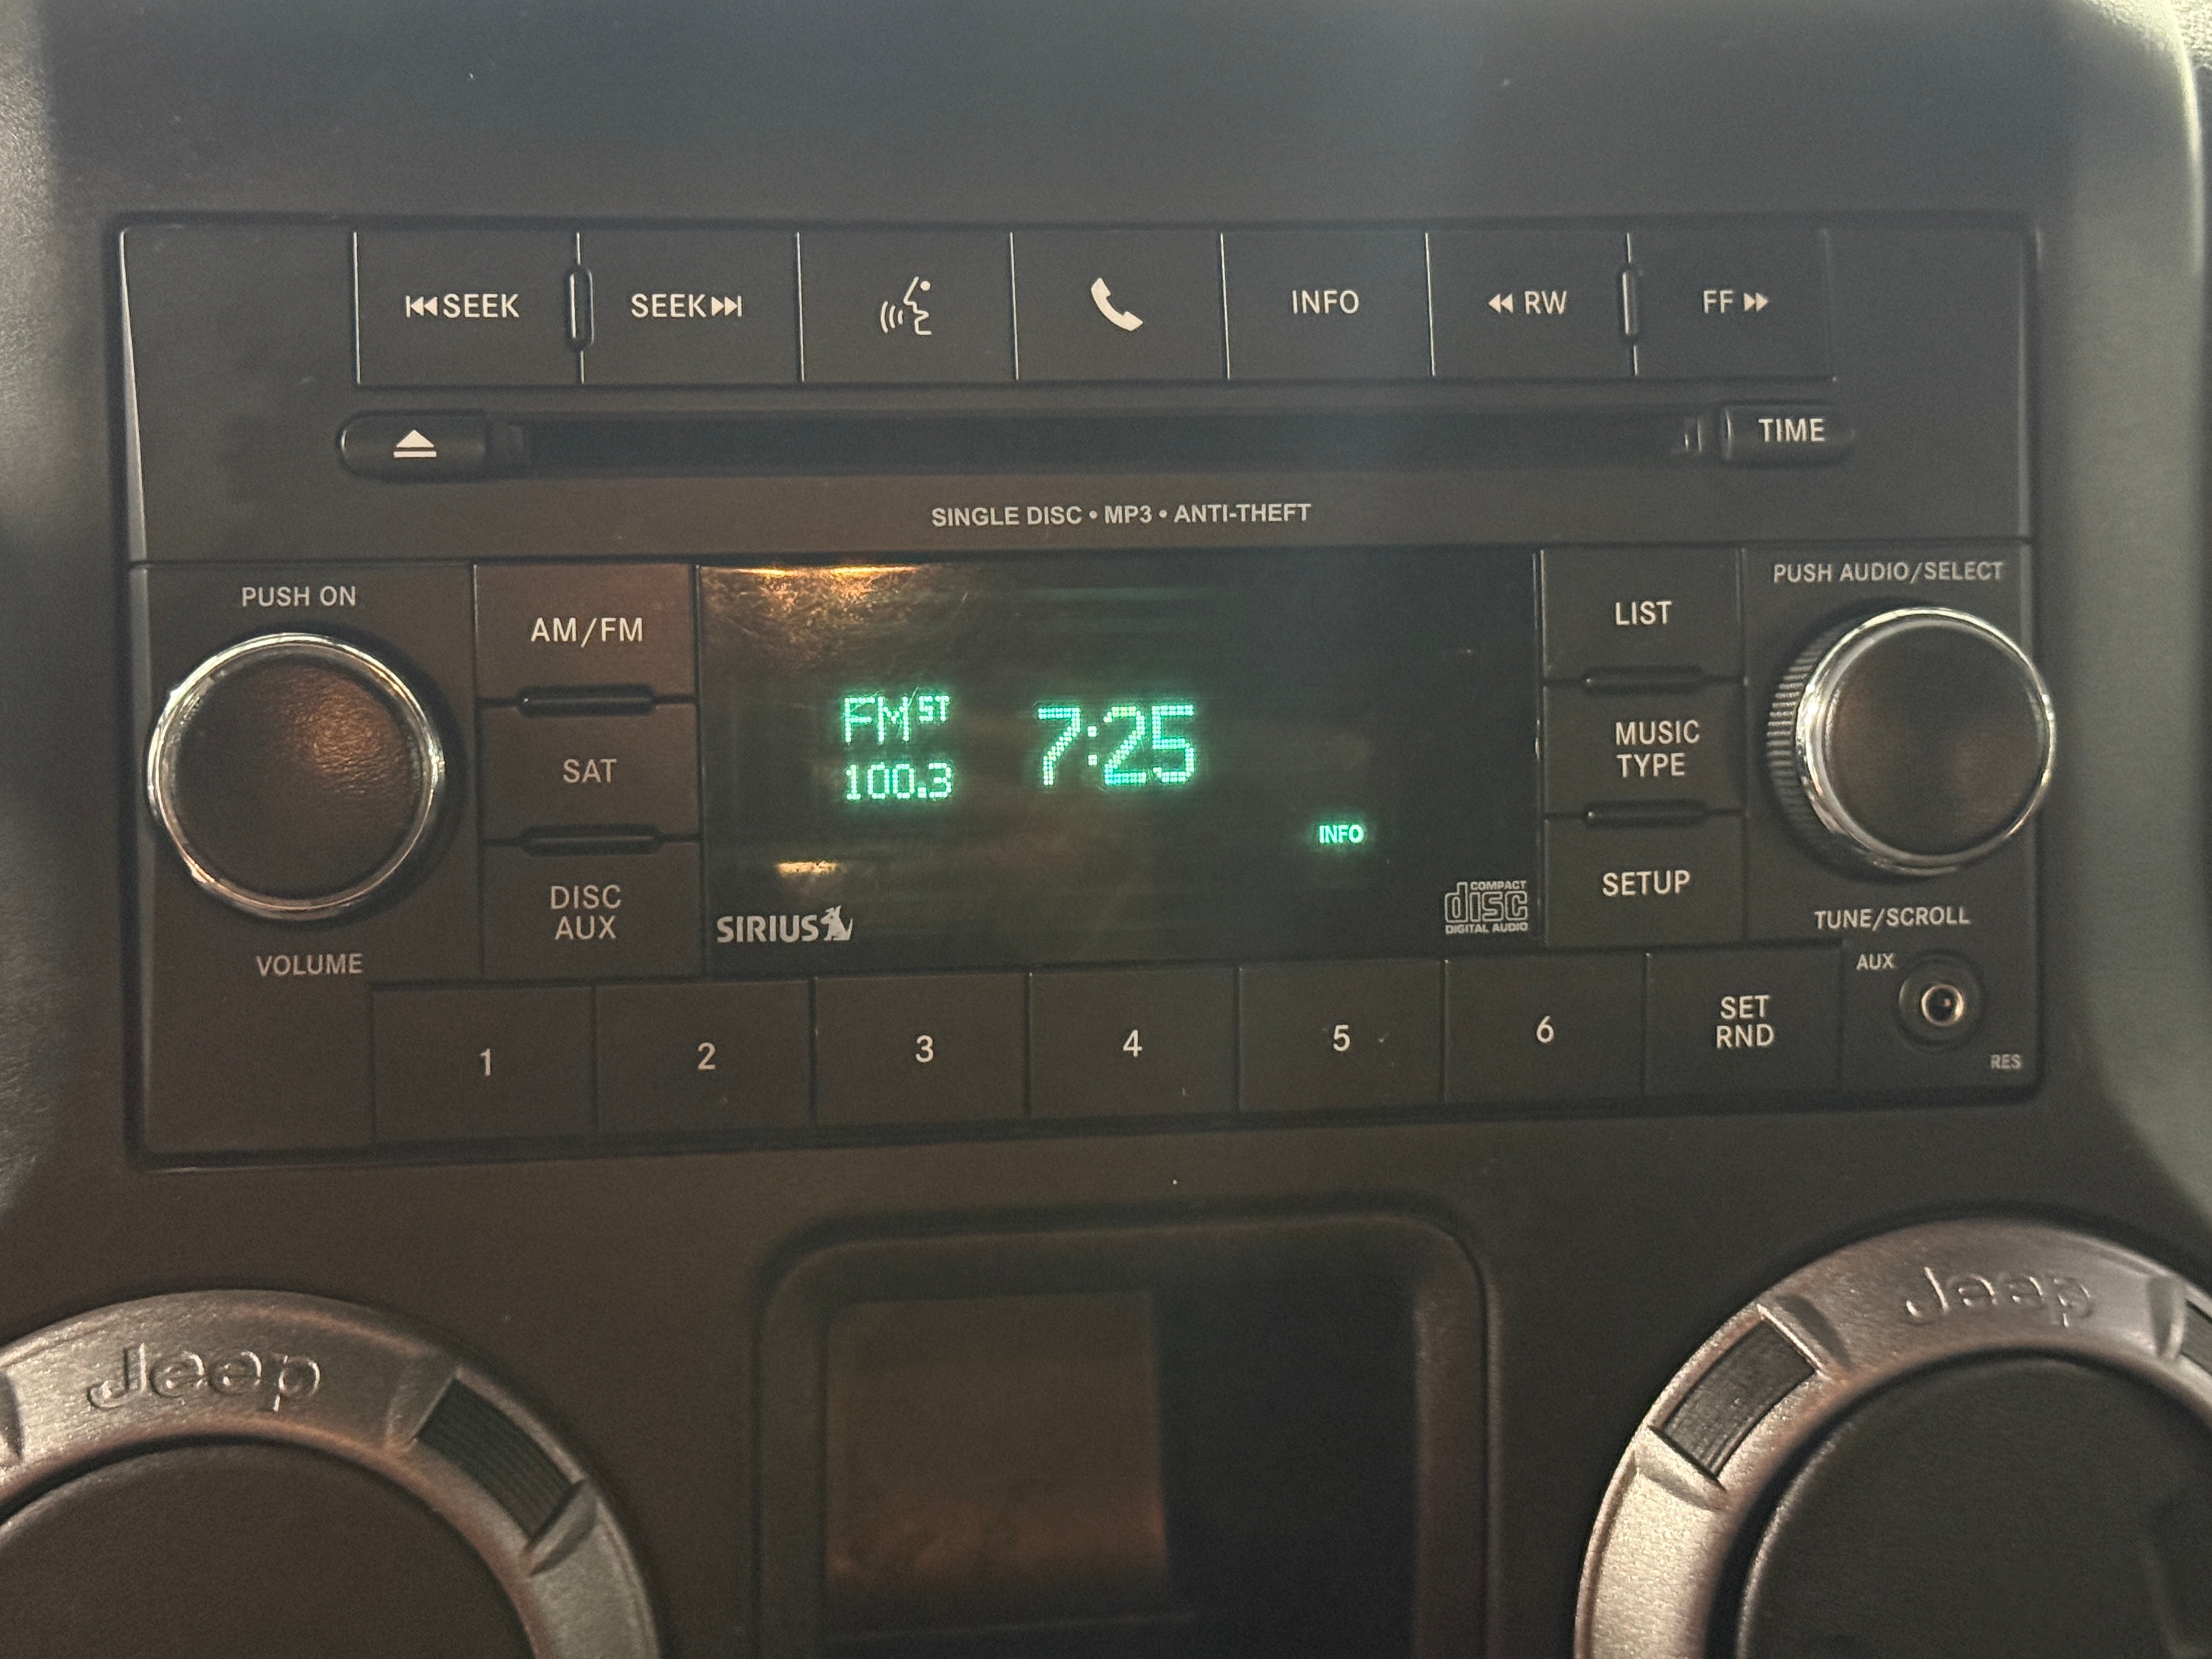 SEEK SEEK INFO RW FF
TIME
SINGLE DISC • MP3 • ANTI-THEFT
PUSH ON
AM/FM
SAT
DISC
AUX
VOLUME
FM ST 7:25
100.3
INFO
SIRIUS
COMPACT
disc
DIGITAL AUDIO
LIST
MUSIC
TYPE
SETUP
PUSH AUDIO/SELECT
TUNE/SCROLL
1 2 3 4 5 6
SET
RND
AUX
RES
Jeep Jeep